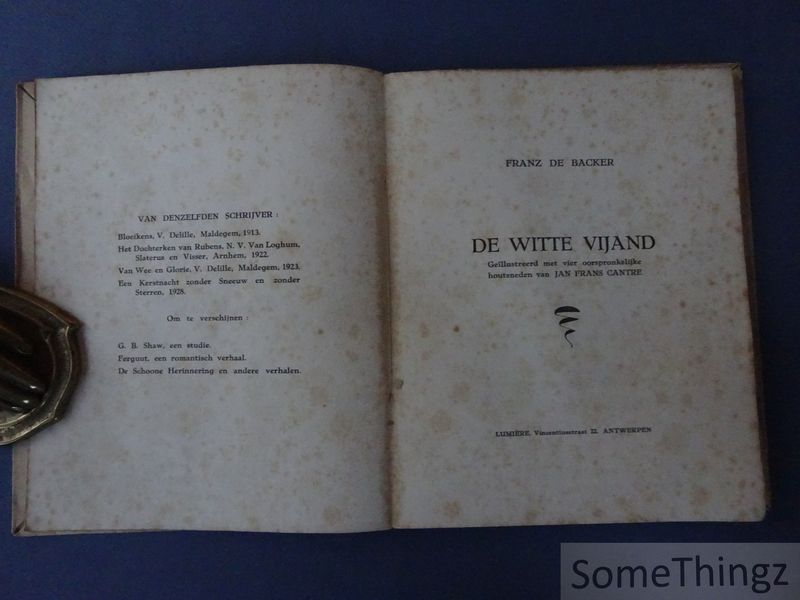 VAN DENZELFDEN SCHRIJVER :
Bloeikens, V. Delille, Maldegem, 1913.
Het Dochterken van Rubens, N. V. Van Loghum,
Slaterus en Visser, Arnhem, 1922.
Van Wee en Glorie, V. Delille, Maldegem, 1923.
Een Kerstnacht zonder Sneeuw en zonder
Sterren, 1928.
Om te verschijnen :
G. B. Shaw, een studie.
Ferguut, een romantisch verhaal.
De Schoone Herinnering en andere verhalen.
FRANZ DE BACKER
DE WITTE VIJAND
Geïllustreerd met vier oorspronkelijke
houtsneden van JAN FRANS CANTRE
LUMIÈRE, Vincentiusstraat 22, ANTWERPEN
SomeThingz